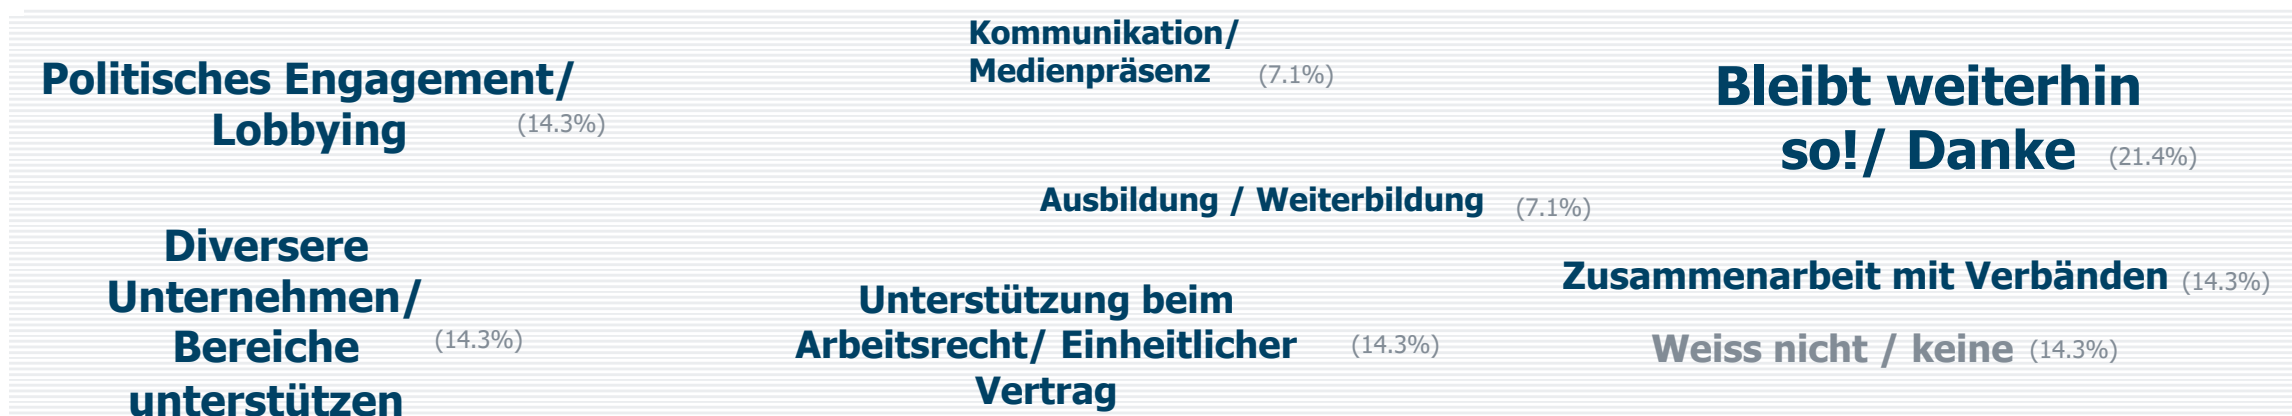 Politisches Engagement/
Lobbying (14.3%)
Kommunikation/
Medienpräsenz (7.1%)
Bleibt weiterhin
so!/ Danke (21.4%)
Ausbildung / Weiterbildung (7.1%)
Diversere
Unternehmen/
Bereiche (14.3%)
unterstützen
Unterstützung beim
Arbeitsrecht/ Einheitlicher (14.3%)
Vertrag
Zusammenarbeit mit Verbänden (14.3%)
Weiss nicht / keine (14.3%)